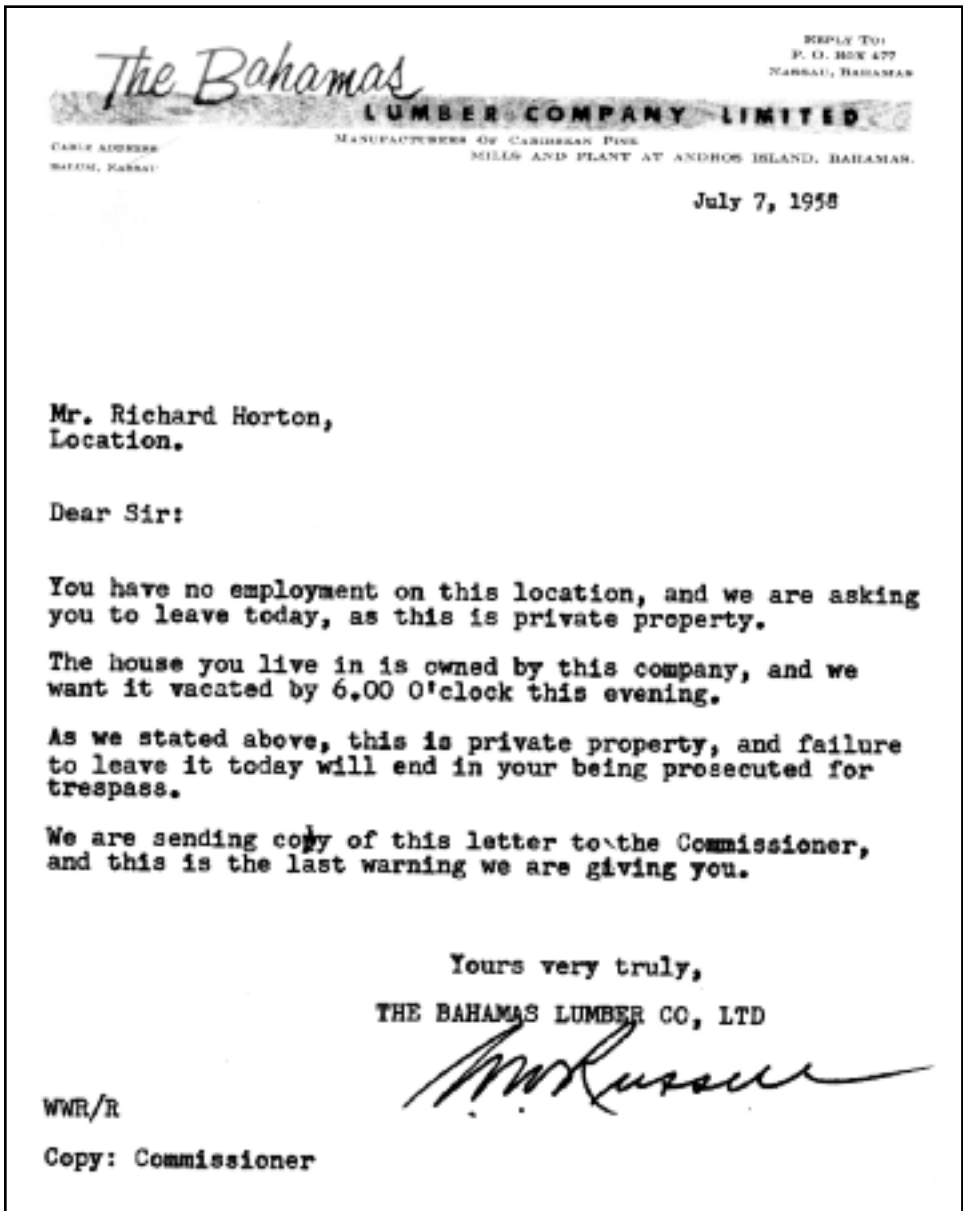 The Bahamas
LUMBER COMPANY LIMITED
REPLY TO:
P. O. BOX 477
NASSAU, BAHAMAS
CABLE ADDRESS
BALUM, NASSAU
MANUFACTURERS OF CARIBBEAN PINE
MILLS AND PLANT AT ANDROS ISLAND, BAHAMAS.
July 7, 1958
Mr. Richard Horton,
Location.
Dear Sir:
You have no employment on this location, and we are asking
you to leave today, as this is private property.
The house you live in is owned by this company, and we
want it vacated by 6.00 O'clock this evening.
As we stated above, this is private property, and failure
to leave it today will end in your being prosecuted for
trespass.
We are sending copy of this letter to the Commissioner,
and this is the last warning we are giving you.
Yours very truly,
THE BAHAMAS LUMBER CO, LTD
W.W.Russell
WWR/R
Copy: Commissioner